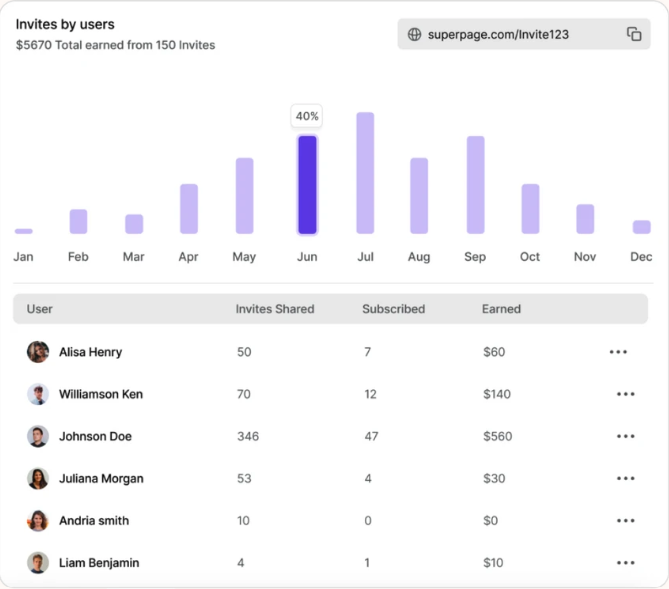 Invites by users
$5670 Total earned from 150 Invites
superpage.com/Invite123
40%
Jan Feb Mar Apr May Jun Jul Aug Sep Oct Nov Dec
User Invites Shared Subscribed Earned
Alisa Henry 50 7 $60
Williamson Ken 70 12 $140
Johnson Doe 346 47 $560
Juliana Morgan 53 4 $30
Andria smith 10 0 $0
Liam Benjamin 4 1 $10